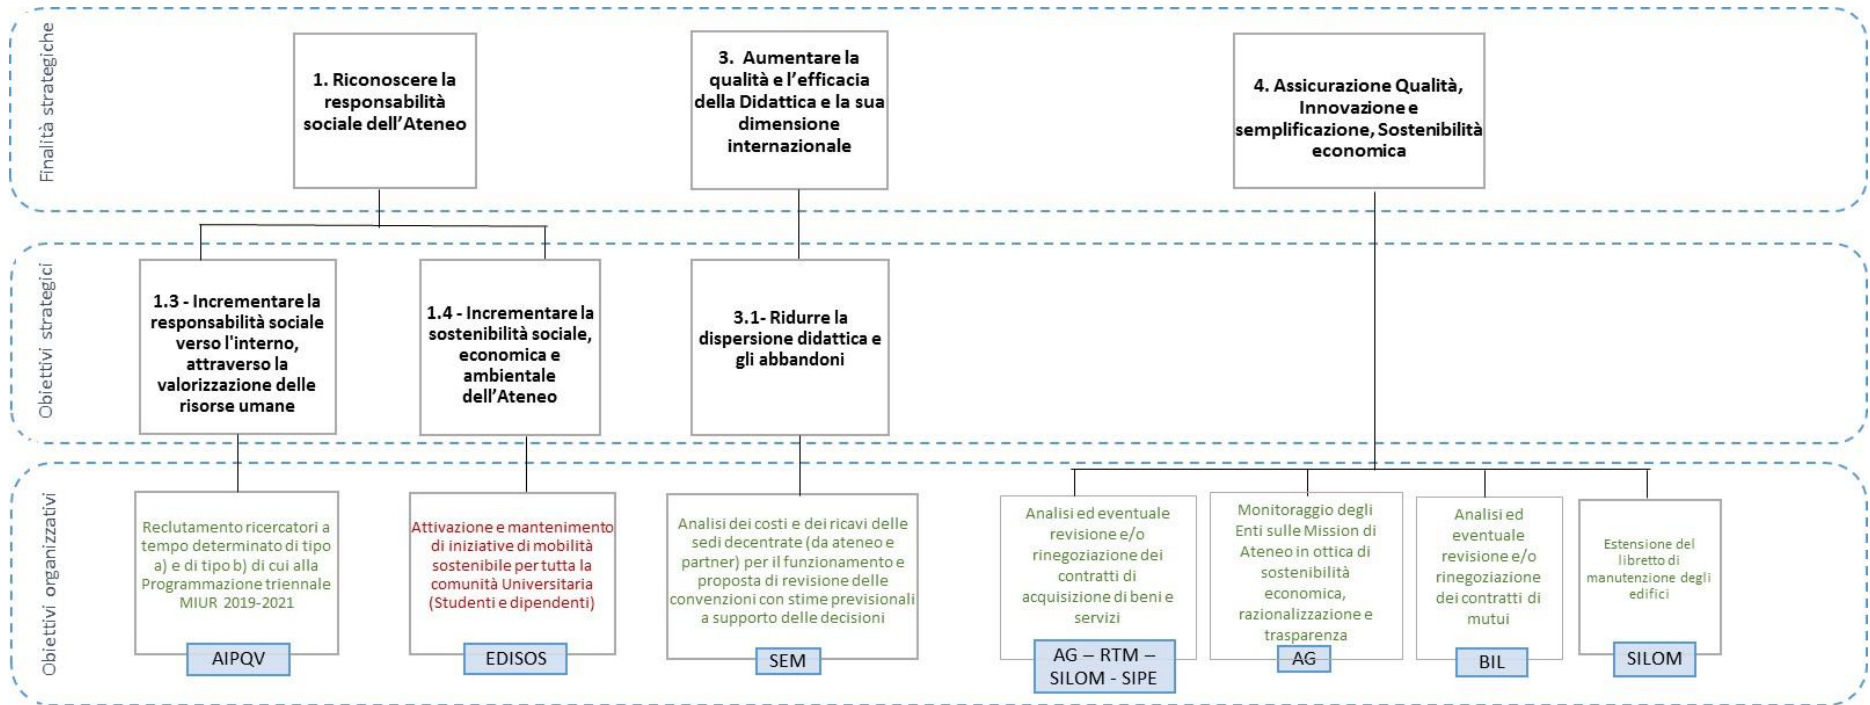 Finalità strategiche
1. Riconoscere la
responsabilità
sociale dell'Ateneo
3. Aumentare la
qualità e l'efficacia
della Didattica e la sua
dimensione
internazionale
4. Assicurazione Qualità,
Innovazione e
semplificazione, Sostenibilità
economica
Obiettivi strategici
1.3 - Incrementare la
responsabilità sociale
verso l'interno,
attraverso la
valorizzazione delle
risorse umane
1.4 - Incrementare la
sostenibilità sociale,
economica e
ambientale
dell'Ateneo
3.1- Ridurre la
dispersione didattica e
gli abbandoni
Obiettivi organizzativi
Reclutamento ricercatori a
tempo determinato di tipo
a) e di tipo b) di cui alla
Programmazione triennale
MIUR 2019-2021
AIPQV
Attivazione e mantenimento
di iniziative di mobilità
sostenibile per tutta la
comunità Universitaria
(Studenti e dipendenti)
EDISOS
Analisi dei costi e dei ricavi delle
sedi decentrate (da ateneo e
partner) per il funzionamento e
proposta di revisione delle
convenzioni con stime previsionali
a supporto delle decisioni
SEM
Analisi ed eventuale
revisione e/o
rinegoziazione dei
contratti di
acquisizione di beni e
servizi
AG – RTM –
SILOM - SIPE
Monitoraggio degli
Enti sulle Mission di
Ateneo in ottica di
sostenibilità
economica,
razionalizzazione e
trasparenza
AG
Analisi ed
eventuale
revisione e/o
rinegoziazione
dei contratti di
mutui
BIL
Estensione del
libretto di
manutenzione degli
edifici
SILOM